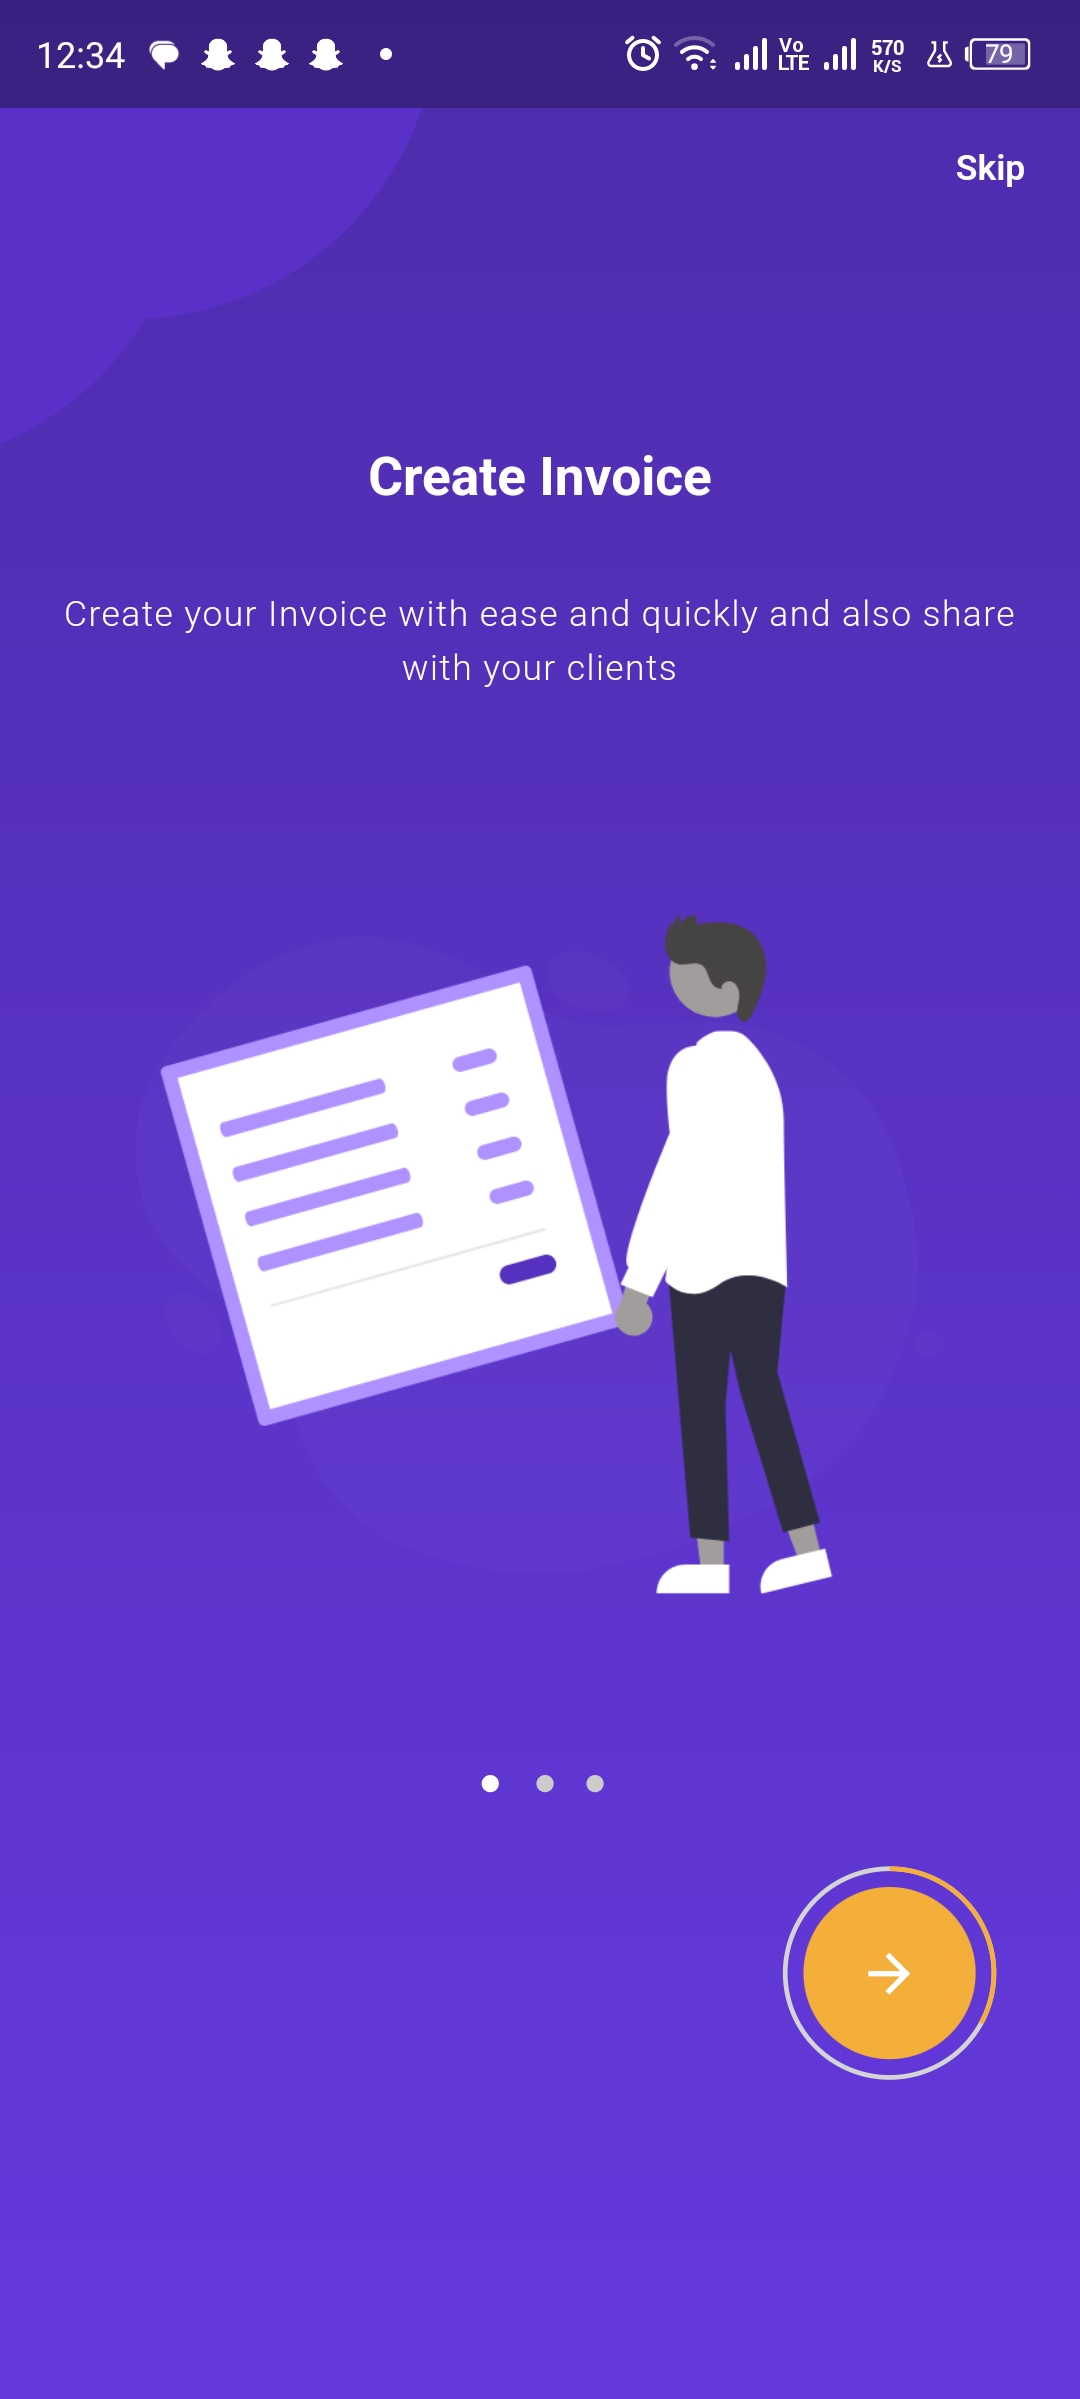 12:34
Vo
LTE
570
K/S
79
Skip
Create Invoice
Create your Invoice with ease and quickly and also share
with your clients